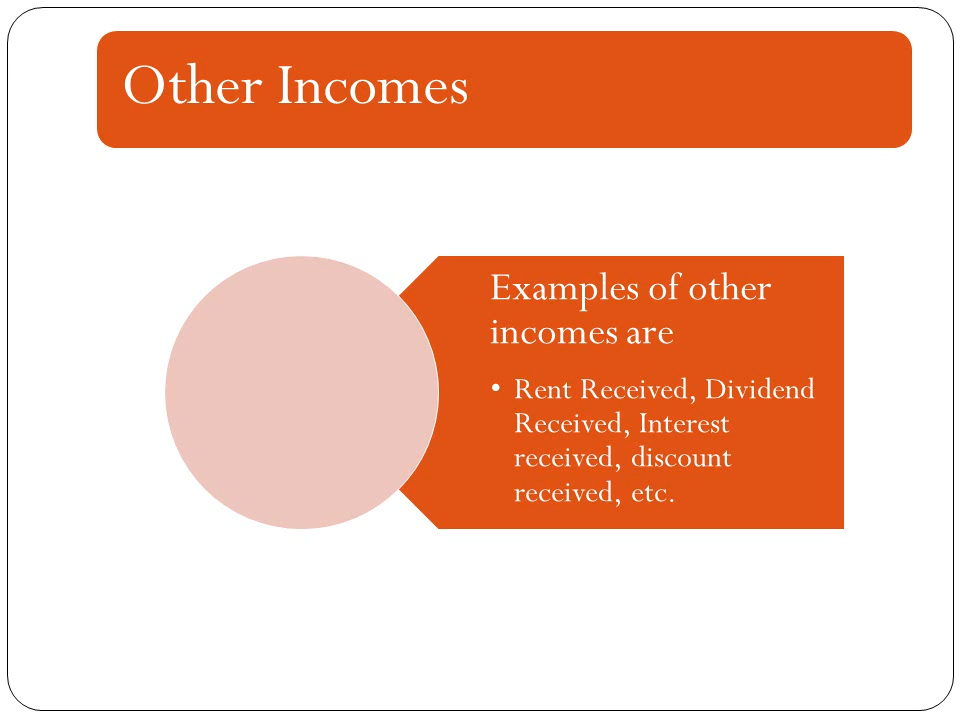 Other Incomes
Examples of other
incomes are
• Rent Received, Dividend
Received, Interest
received, discount
received, etc.